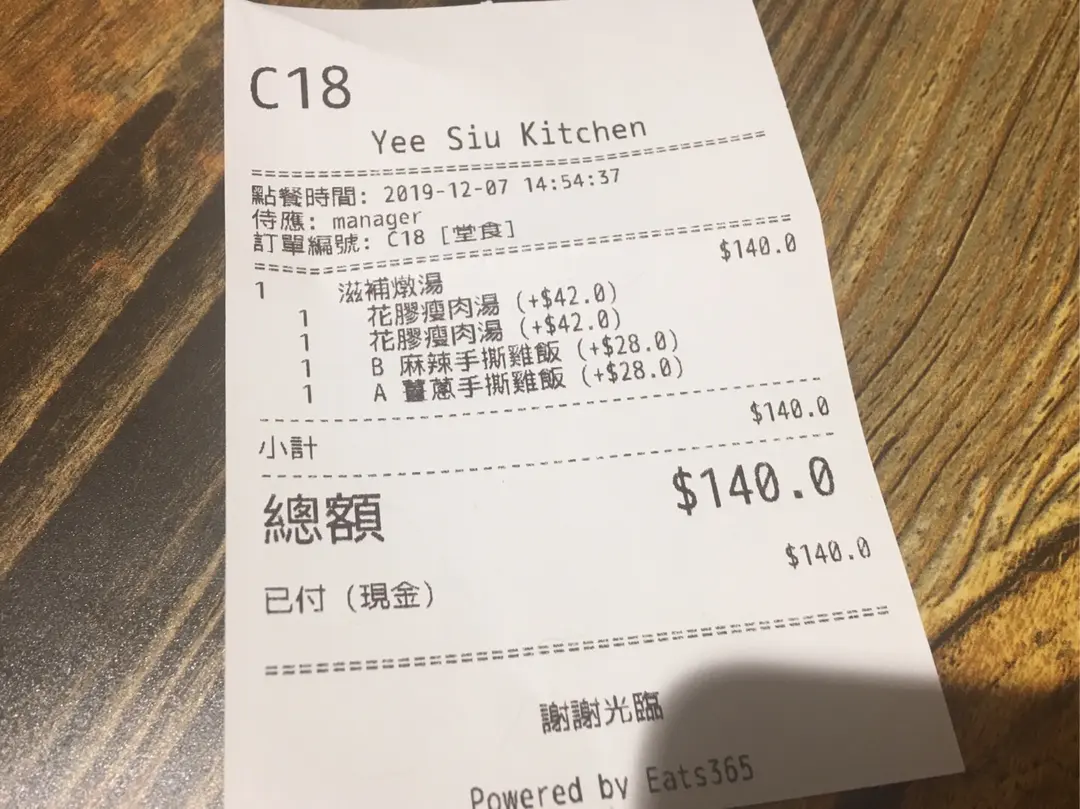 C18
Yee Siu Kitchen
點餐時間: 2019-12-07 14:54:37
侍應: manager
訂單編號: C18 [堂食]
1 滋補燉湯 $140.0
1 花膠瘦肉湯 (+$42.0)
1 花膠瘦肉湯 (+$42.0)
1 B 麻辣手撕雞飯 (+$28.0)
1 A 薑蔥手撕雞飯 (+$28.0)
小計 $140.0
總額 $140.0
已付 (現金) $140.0
謝謝光臨
Powered by Eats365